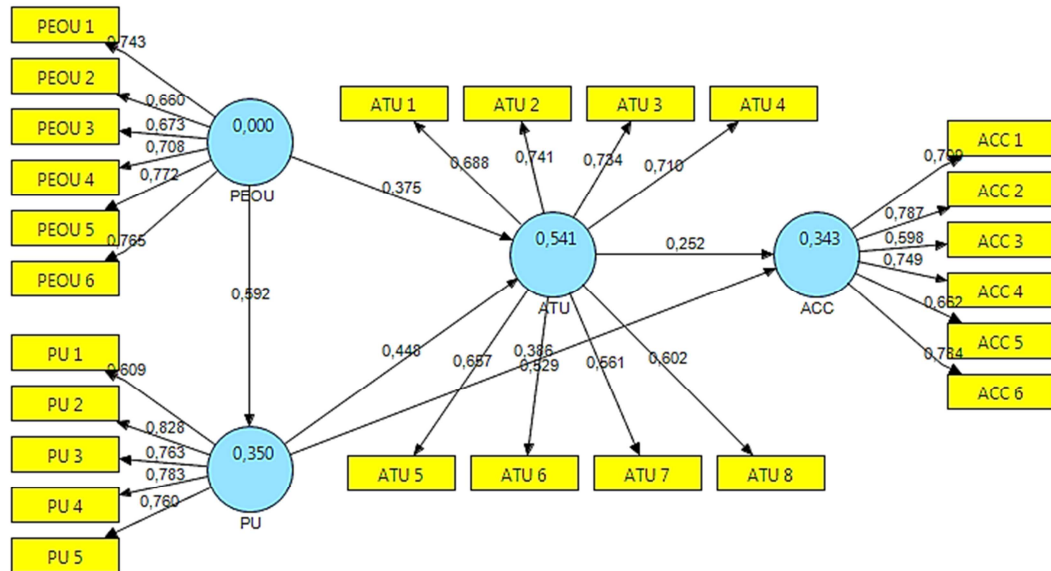 PEOU 1
0,743
PEOU 2
0,660
PEOU 3
0,673
PEOU 4
0,708
PEOU 5
0,772
PEOU 6
0,765
0,000
PEOU
0,375
0,592
ATU 1
ATU 2
ATU 3
ATU 4
0,688
0,741
0,734
0,710
0,541
ATU
0,252
0,343
ACC
ACC 1
0,787
ACC 2
0,598
ACC 3
0,749
ACC 4
ACC 5
ACC 6
PU 1
0,609
PU 2
0,828
PU 3
0,763
PU 4
0,783
PU 5
0,760
0,350
PU
0,448
0,386
0,657
0,529
0,561
0,602
ATU 5
ATU 6
ATU 7
ATU 8